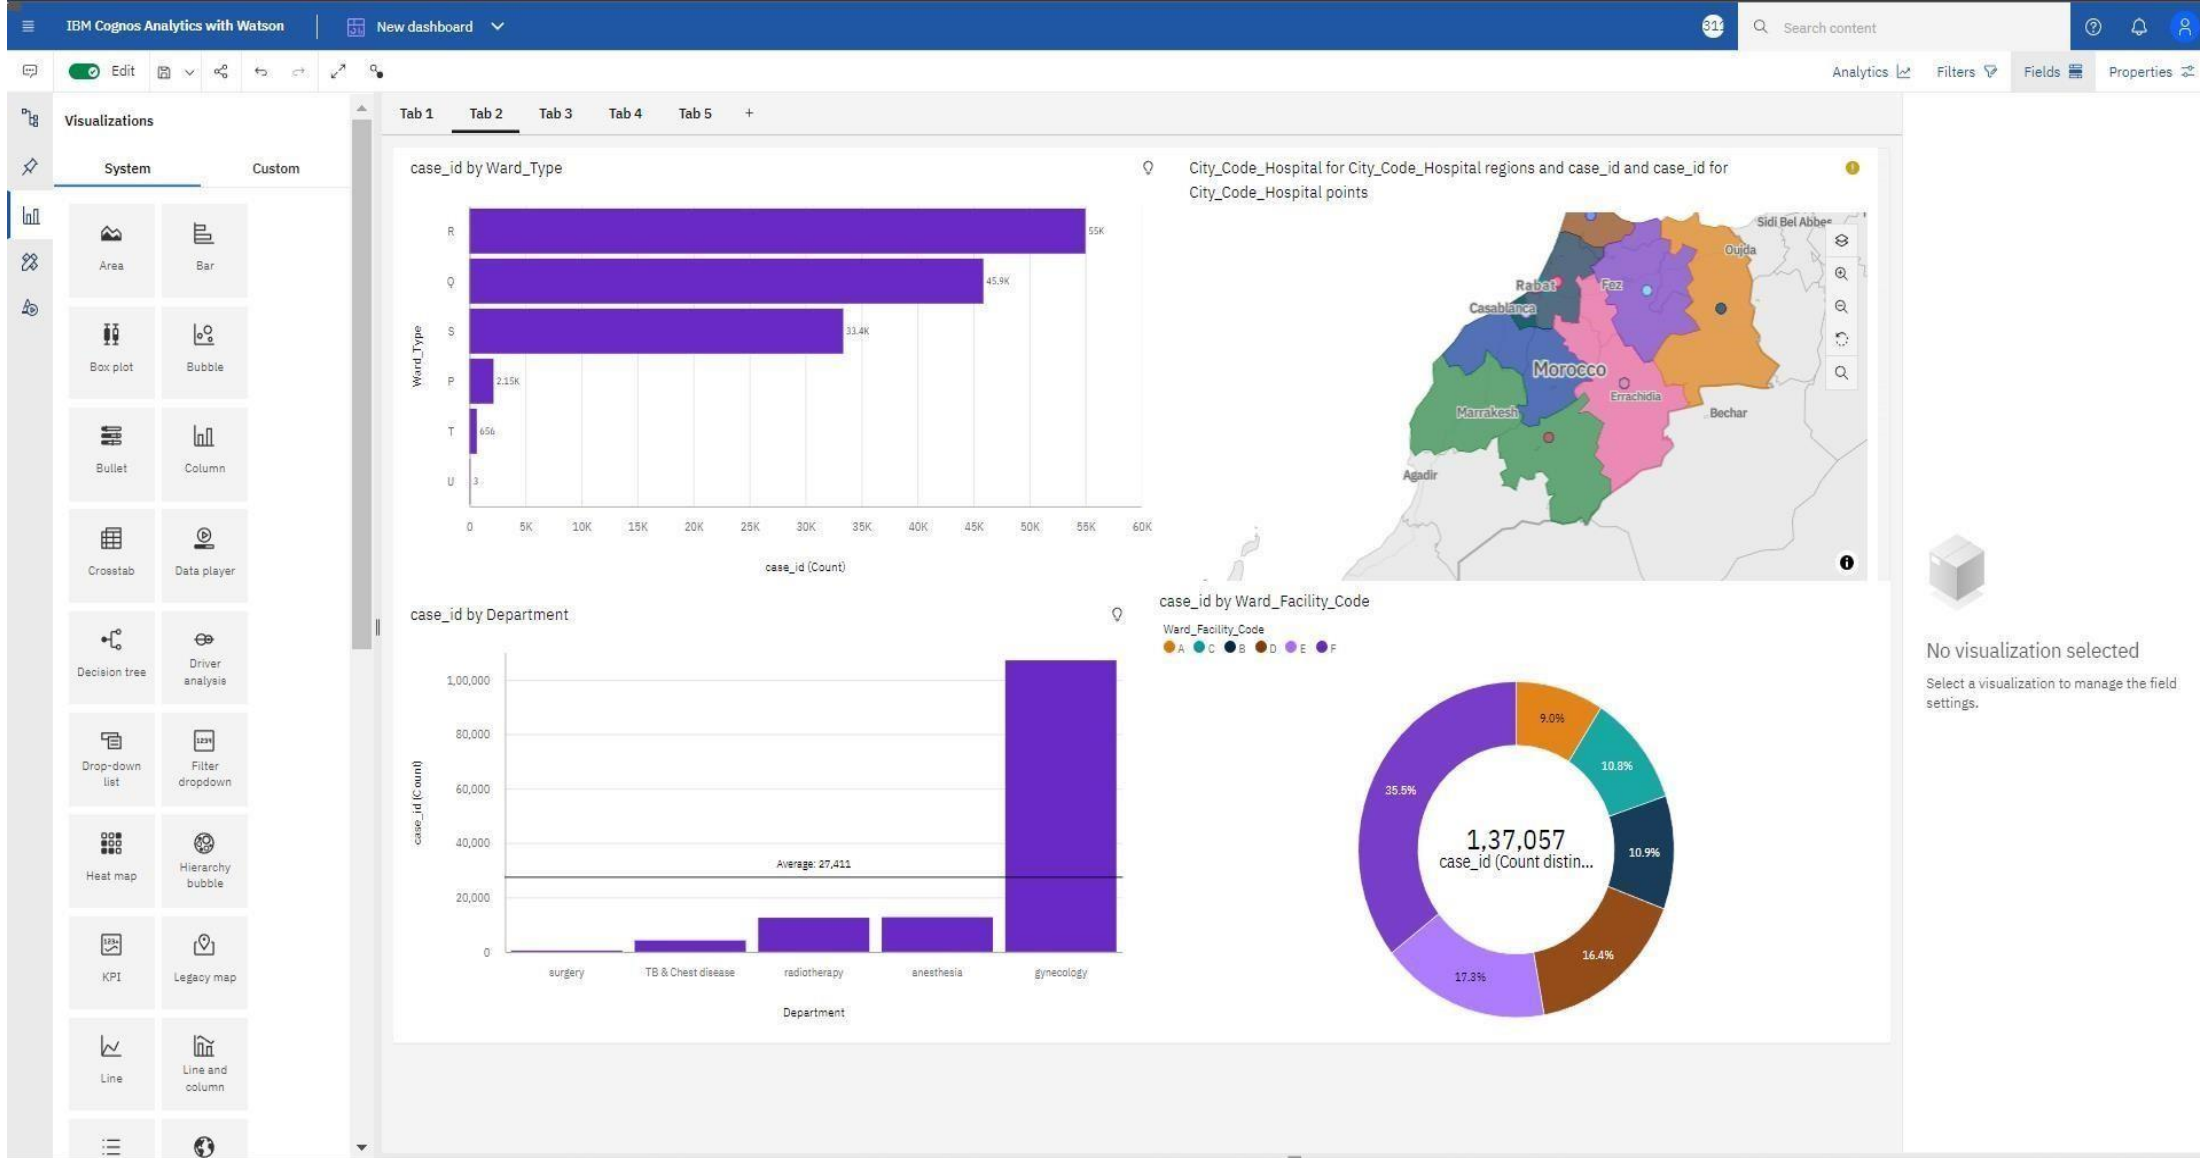 IBM Cognos Analytics with Watson
New dashboard
Search content
Edit
Analytics
Filters
Fields
Properties
Visualizations
System
Custom
Area
Bar
Box plot
Bubble
Bullet
Column
Crosstab
Data player
Decision tree
Driver
analysis
Drop-down
list
Filter
dropdown
Heat map
Hierarchy
bubble
KPI
Legacy map
Line
Line and
column
Tab 1
Tab 2
Tab 3
Tab 4
Tab 5
+
case_id by Ward_Type
Ward_Type
R
55K
Q
45.9K
S
33.4K
P
2.15K
T
656
U
3
0
5K
10K
15K
20K
25K
30K
35K
40K
45K
50K
55K
60K
case_id (Count)
City_Code_Hospital for City_Code_Hospital regions and case_id and case_id for
City_Code_Hospital points
Oujda
Rabat
Fez
Casablanca
Morocco
Errachidia
Marrakesh
Bechar
Agadir
case_id by Department
case_id (Count)
1,00,000
80,000
60,000
40,000
20,000
0
Average: 27,411
surgery
TB & Chest disease
radiotherapy
anesthesia
gynecology
Department
case_id by Ward_Facility_Code
Ward_Facility_Code
A C B D E F
9.0%
10.8%
10.9%
16.4%
17.3%
35.5%
1,37,057
case_id (Count distin...
No visualization selected
Select a visualization to manage the field
settings.